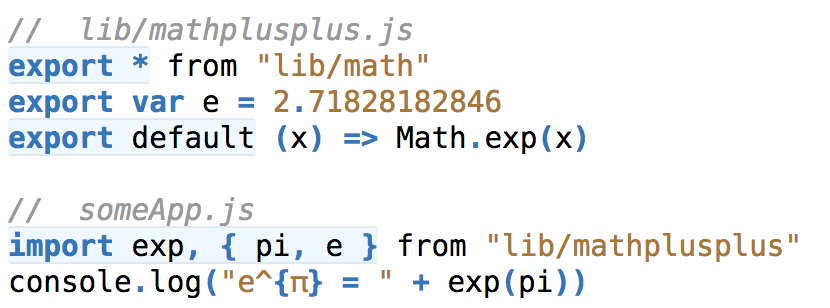 //  lib/mathplusplus.js
export * from "lib/math"
export var e = 2.71828182846
export default (x) => Math.exp(x)
//  someApp.js
import exp, { pi, e } from "lib/mathplusplus"
console.log("e^{π} = " + exp(pi))